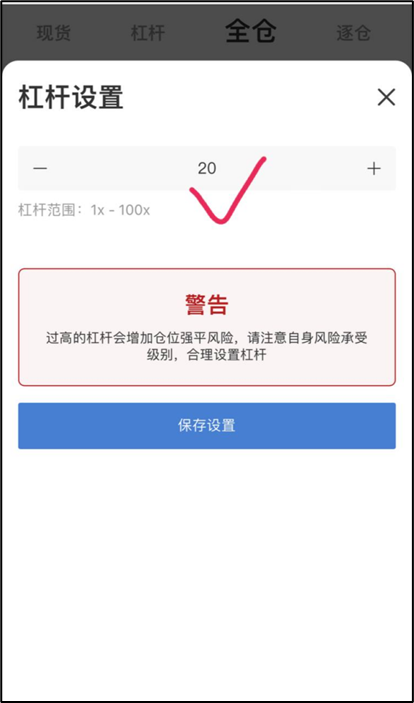 现货 杠杆 全仓 逐仓
杠杆设置
20
杠杆范围：1x - 100x
警告
过高的杠杆会增加仓位强平风险，请注意自身风险承受
级别，合理设置杠杆
保存设置